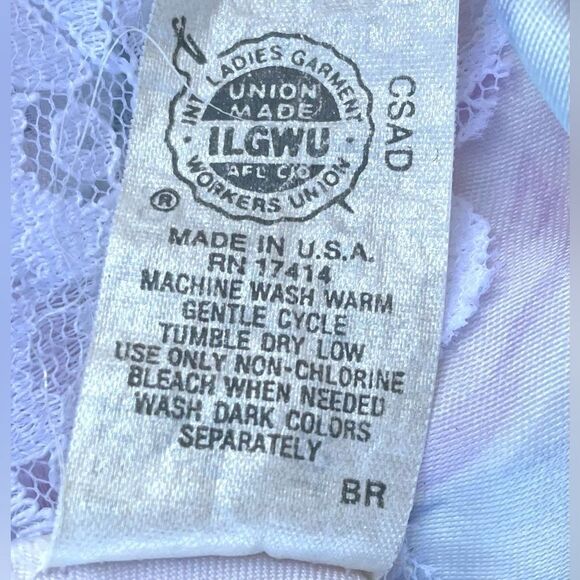 INT'L LADIES GARMENT
UNION
MADE
ILGWU
AFL CIO
WORKERS UNION
®
CSAD
MADE IN U.S.A.
RN 17414
MACHINE WASH WARM
GENTLE CYCLE
TUMBLE DRY LOW
USE ONLY NON-CHLORINE
BLEACH WHEN NEEDED
WASH DARK COLORS
SEPARATELY
BR